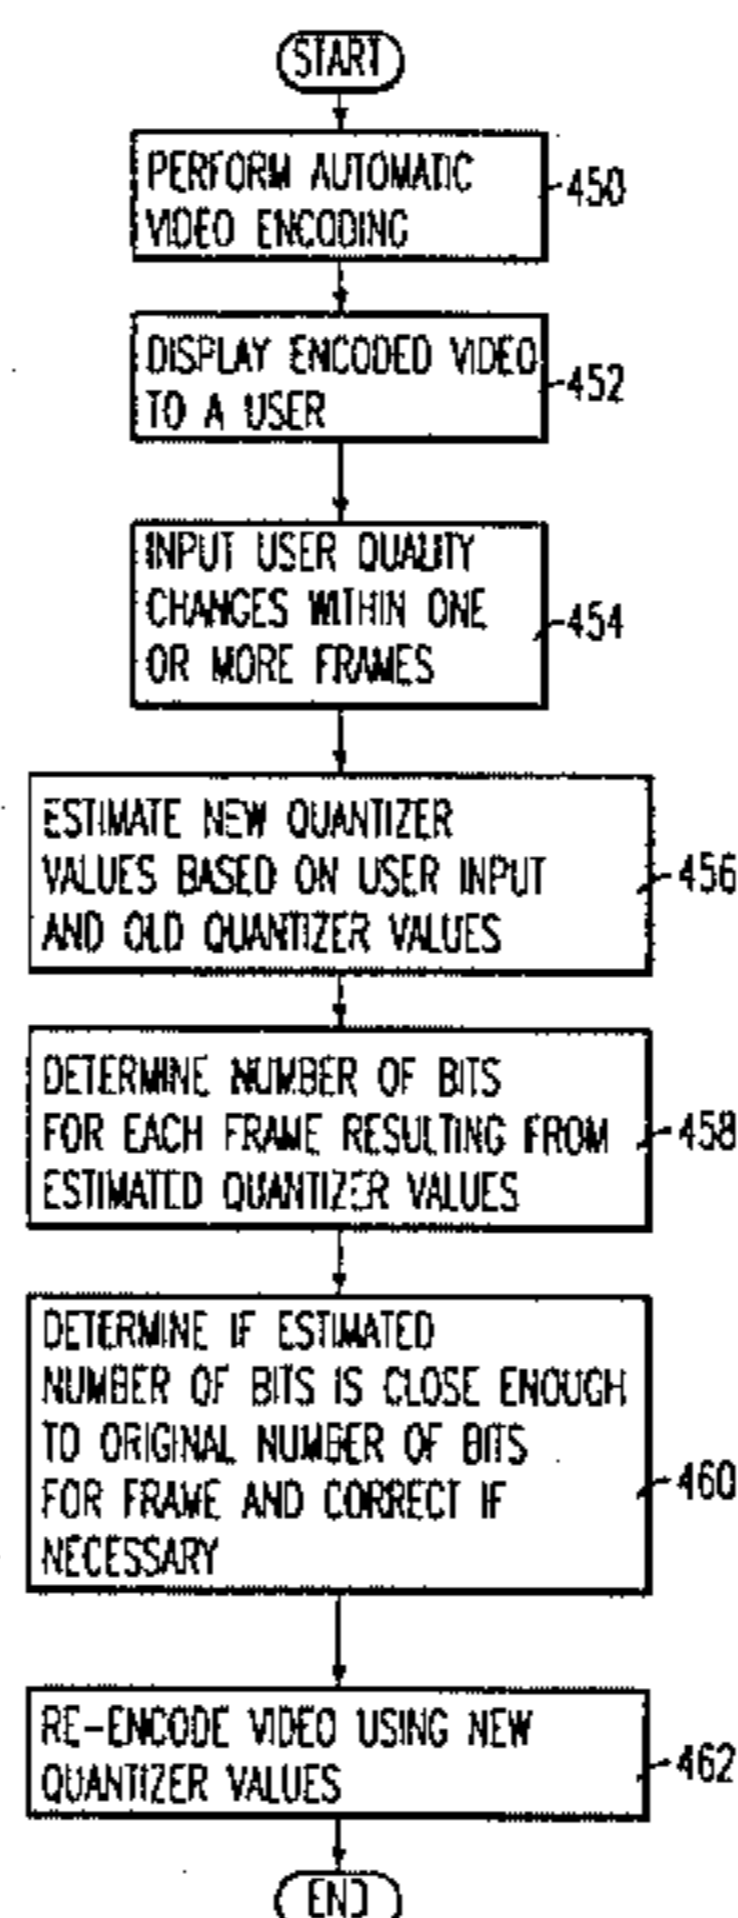 START
PERFORM AUTOMATIC
VIDEO ENCODING
450
DISPLAY ENCODED VIDEO
TO A USER
452
INPUT USER QUALITY
CHANGES WITHIN ONE
OR MORE FRAMES
454
ESTIMATE NEW QUANTIZER
VALUES BASED ON USER INPUT
AND OLD QUANTIZER VALUES
456
DETERMINE NUMBER OF BITS
FOR EACH FRAME RESULTING FROM
ESTIMATED QUANTIZER VALUES
458
DETERMINE IF ESTIMATED
NUMBER OF BITS IS CLOSE ENOUGH
TO ORIGINAL NUMBER OF BITS
FOR FRAME AND CORRECT IF
NECESSARY
460
RE-ENCODE VIDEO USING NEW
QUANTIZER VALUES
462
END